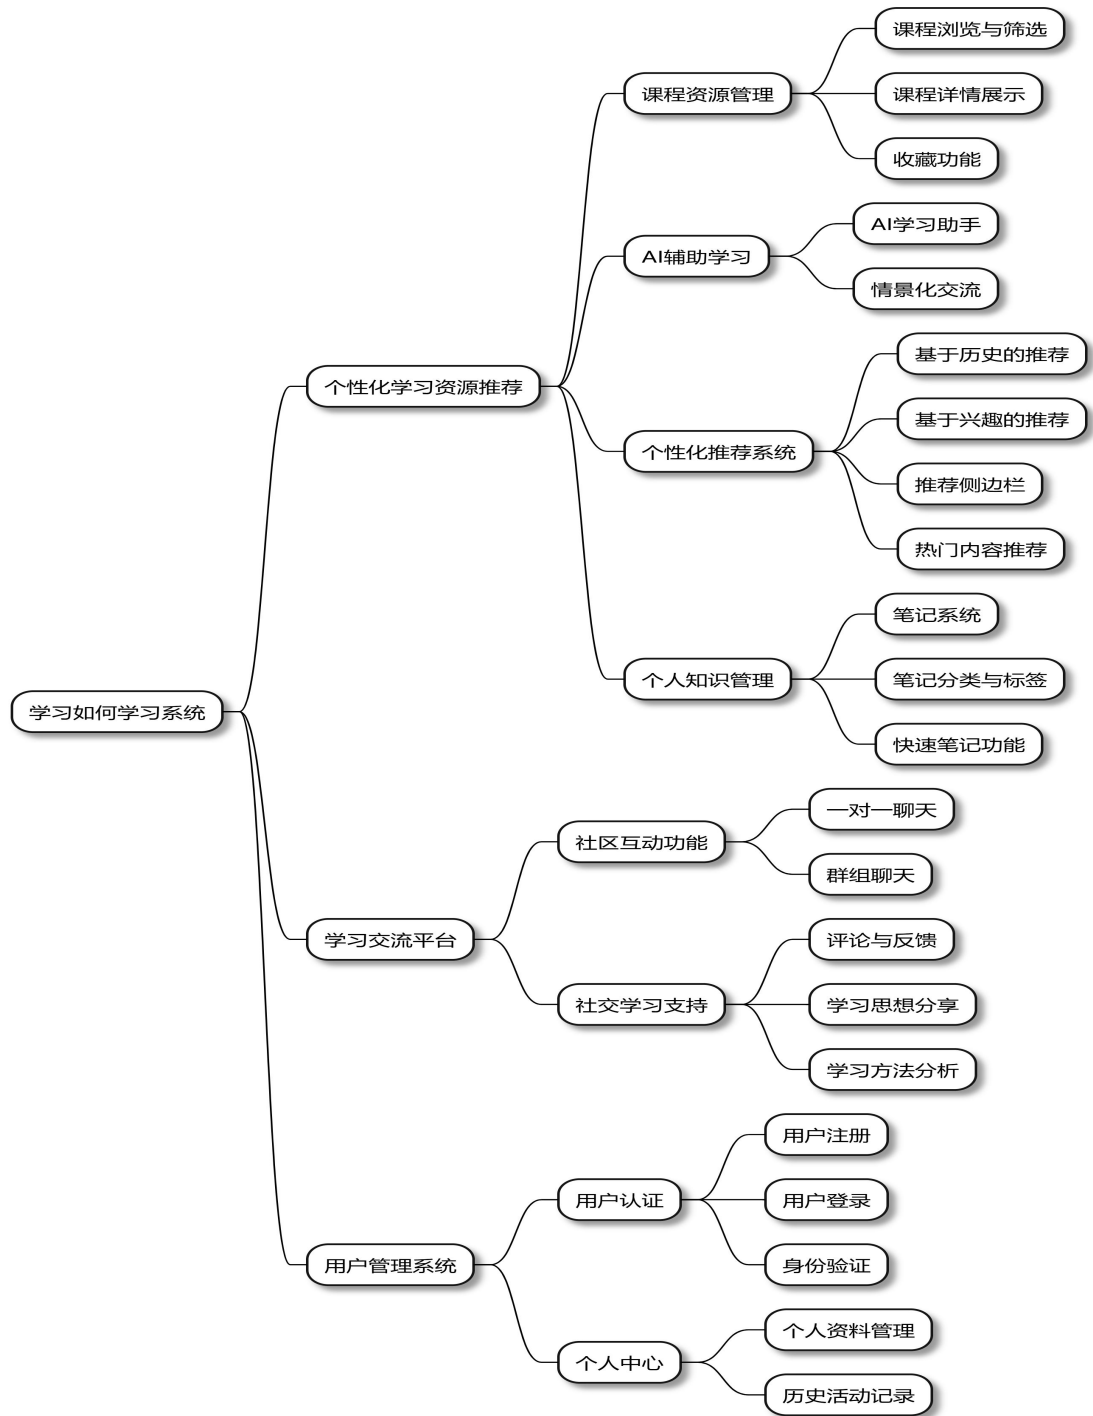 学习如何学习系统
个性化学习资源推荐
课程资源管理
课程浏览与筛选
课程详情展示
收藏功能
AI辅助学习
AI学习助手
情景化交流
个性化推荐系统
基于历史的推荐
基于兴趣的推荐
推荐侧边栏
热门内容推荐
个人知识管理
笔记系统
笔记分类与标签
快速笔记功能
学习交流平台
社区互动功能
一对一聊天
群组聊天
社交学习支持
评论与反馈
学习思想分享
学习方法分析
用户管理系统
用户认证
用户注册
用户登录
身份验证
个人中心
个人资料管理
历史活动记录